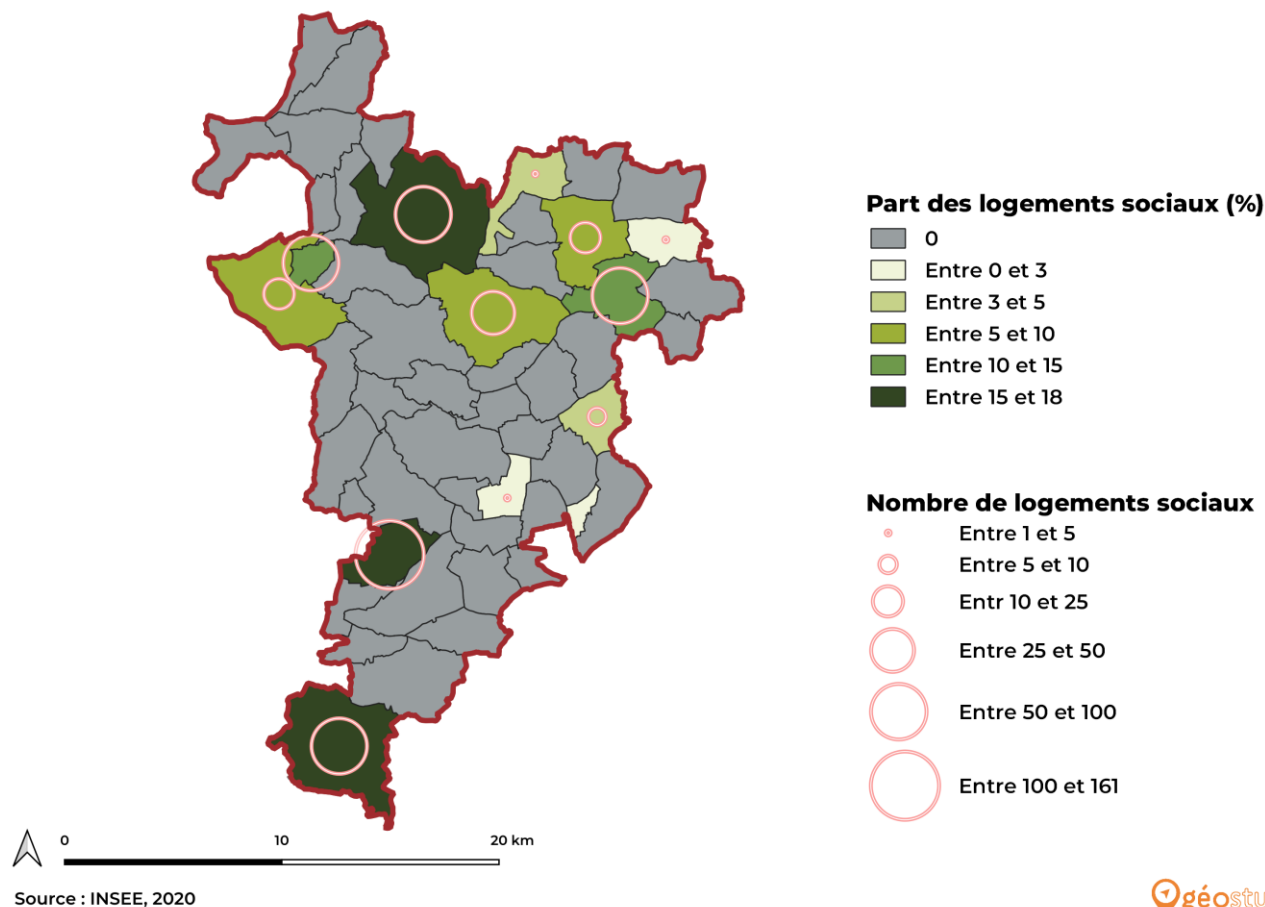 Part des logements sociaux (%)
0
Entre 0 et 3
Entre 3 et 5
Entre 5 et 10
Entre 10 et 15
Entre 15 et 18
Nombre de logements sociaux
Entre 1 et 5
Entre 5 et 10
Entr 10 et 25
Entre 25 et 50
Entre 50 et 100
Entre 100 et 161
0 10 20 km
Source : INSEE, 2020
géostu